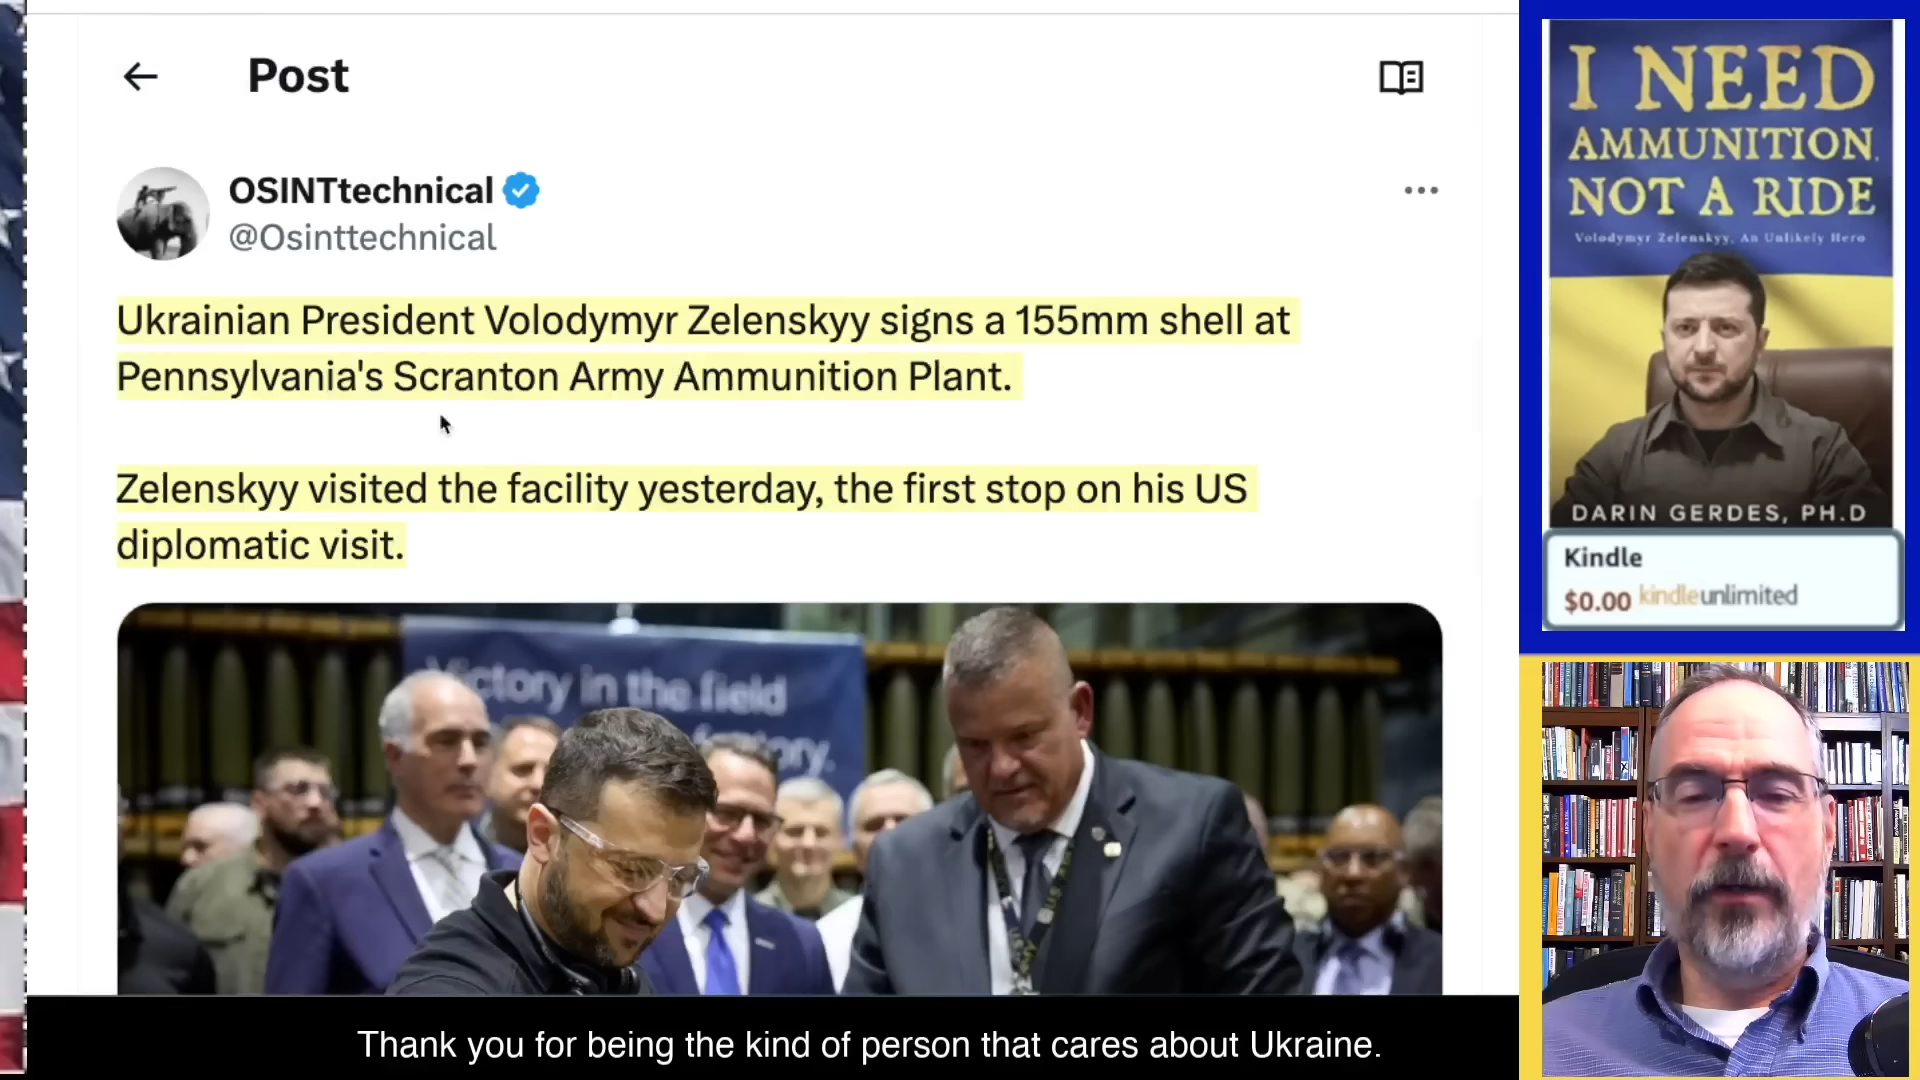 Post
OSINTtechnical
@Osinttechnical
Ukrainian President Volodymyr Zelenskyy signs a 155mm shell at
Pennsylvania's Scranton Army Ammunition Plant.
Zelenskyy visited the facility yesterday, the first stop on his US
diplomatic visit.
Victory in the field
factory.
Thank you for being the kind of person that cares about Ukraine.
I NEED
AMMUNITION,
NOT A RIDE
Volodymyr Zelenskyy, An Unlikely Hero
DARIN GERDES, PH.D
Kindle
$0.00 kindleunlimited